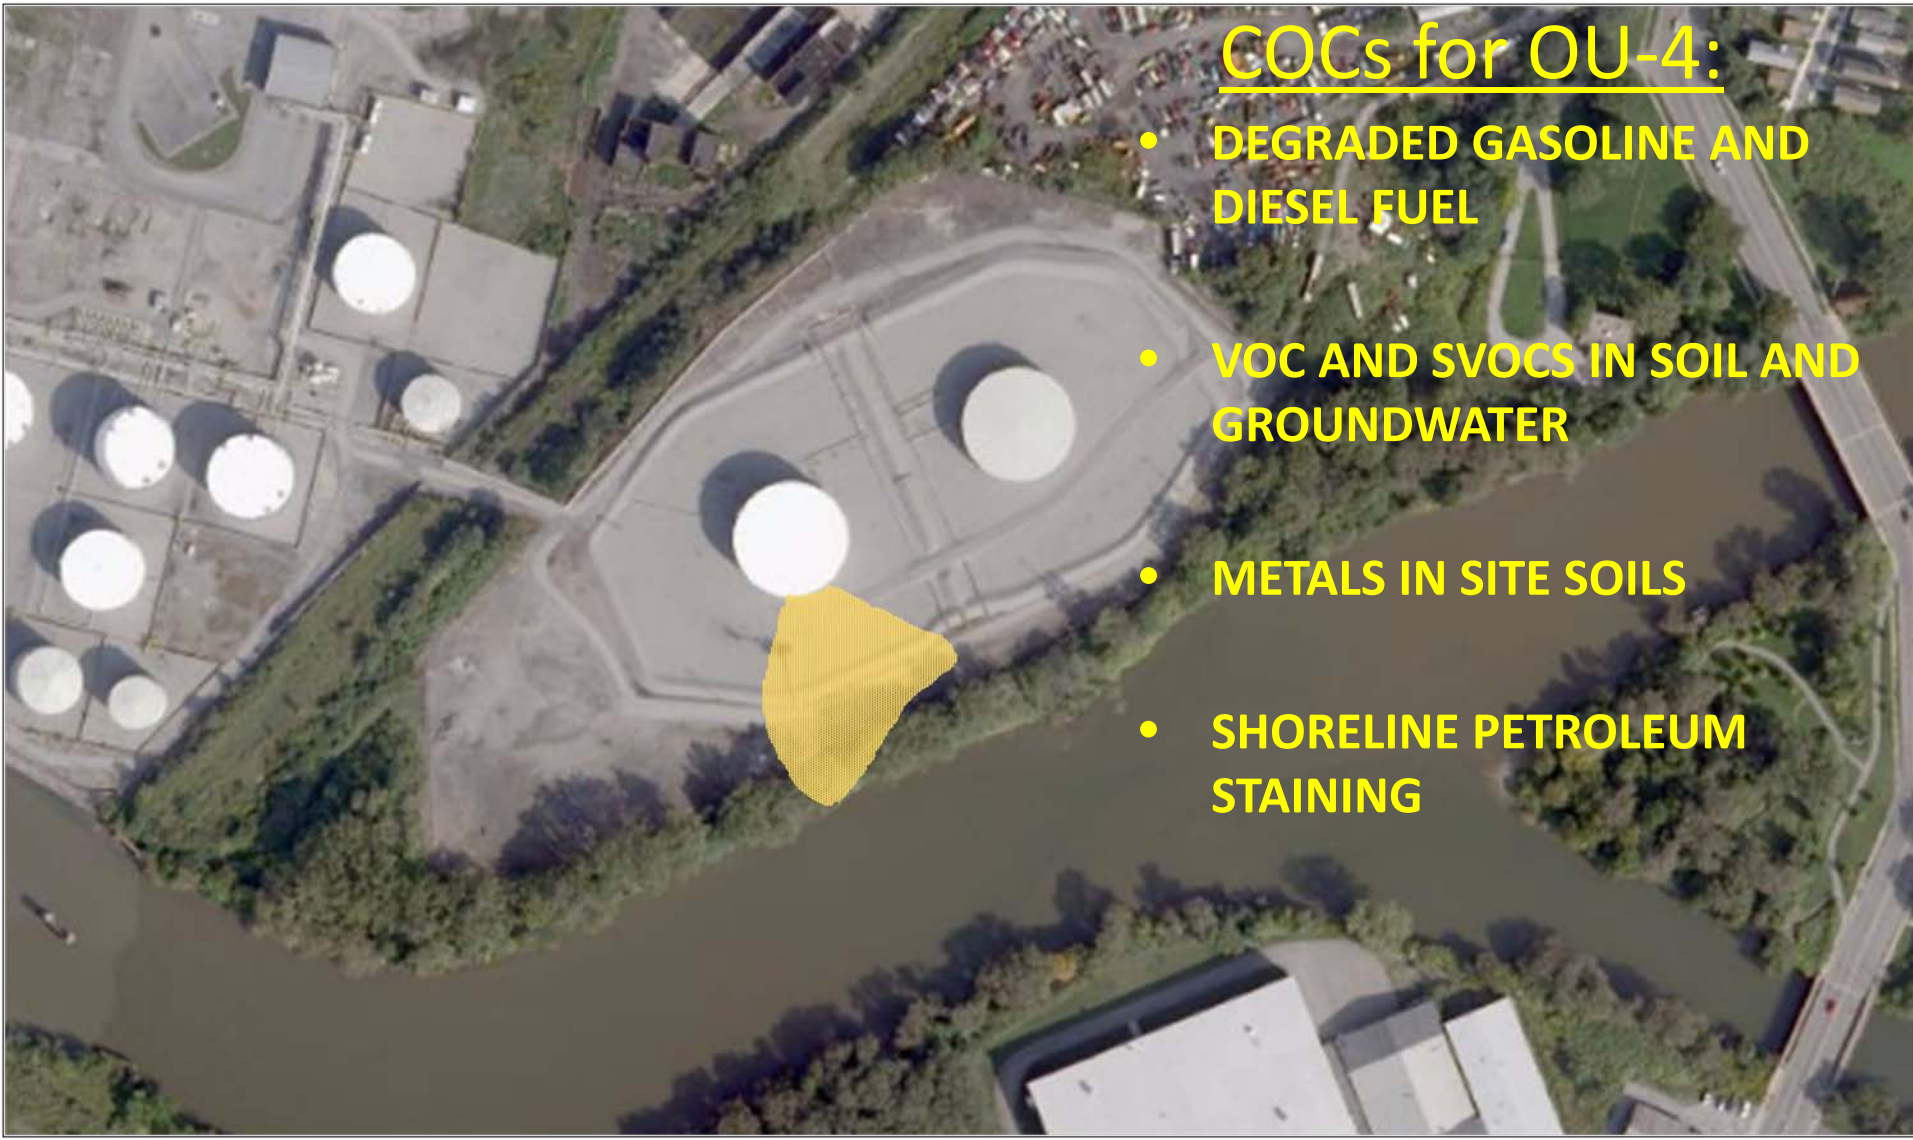 COCs for OU-4:
• DEGRADED GASOLINE AND
DIESEL FUEL
• VOC AND SVOCS IN SOIL AND
GROUNDWATER
• METALS IN SITE SOILS
• SHORELINE PETROLEUM
STAINING